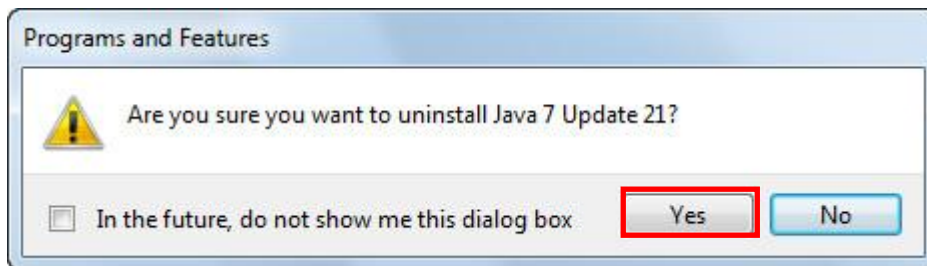 Programs and Features
Are you sure you want to uninstall Java 7 Update 21?
In the future, do not show me this dialog box
Yes
No